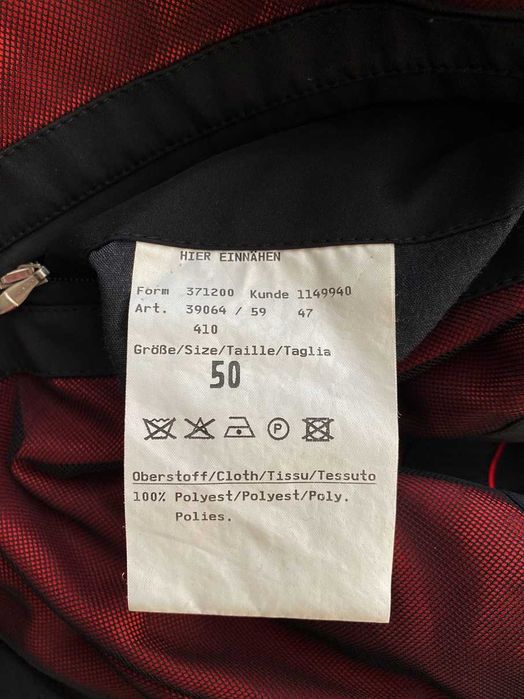 HIER EINNÄHEN
Form 371200 Kunde 1149940
Art. 39064 / 59 47
410
Größe/Size/Taille/Taglia
50
P
Oberstoff/Cloth/Tissu/Tessuto
100% Polyest/Polyest/Poly.
Polies.